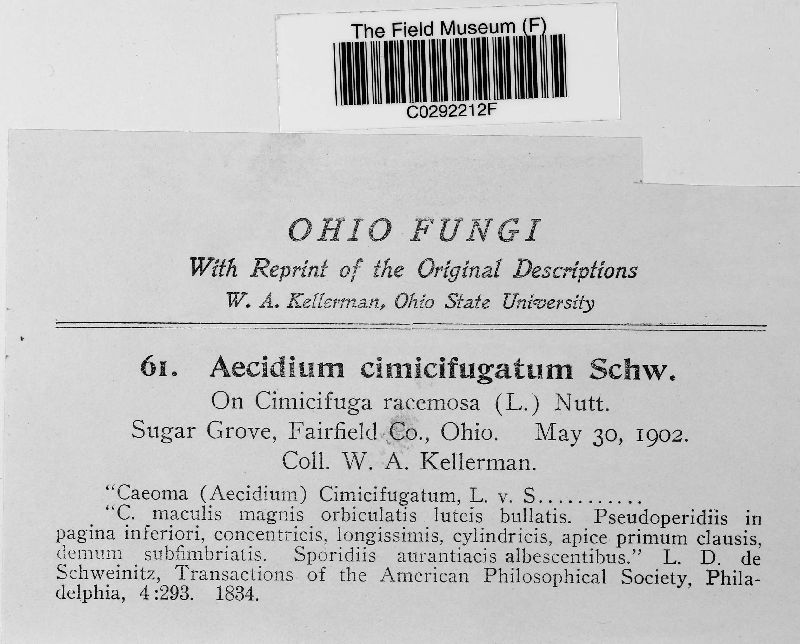 The Field Museum (F)
C0292212F
OHIO FUNGI
With Reprint of the Original Descriptions
W. A. Kellerman, Ohio State University
61. Aecidium cimicifugatum Schw.
On Cimicifuga racemosa (L.) Nutt.
Sugar Grove, Fairfield Co., Ohio. May 30, 1902.
Coll. W. A. Kellerman.
"Caeoma (Aecidium) Cimicifugatum, L. v. S...........
"C. maculis magnis orbiculatis luteis bullatis. Pseudoperidiis in
pagina inferiori, concentricis, longissimis, cylindricis, apice primum clausis,
demum subfimbriatis. Sporidiis aurantiacis albescentibus." L. D. de
Schweinitz, Transactions of the American Philosophical Society, Phila-
delphia, 4:293. 1834.